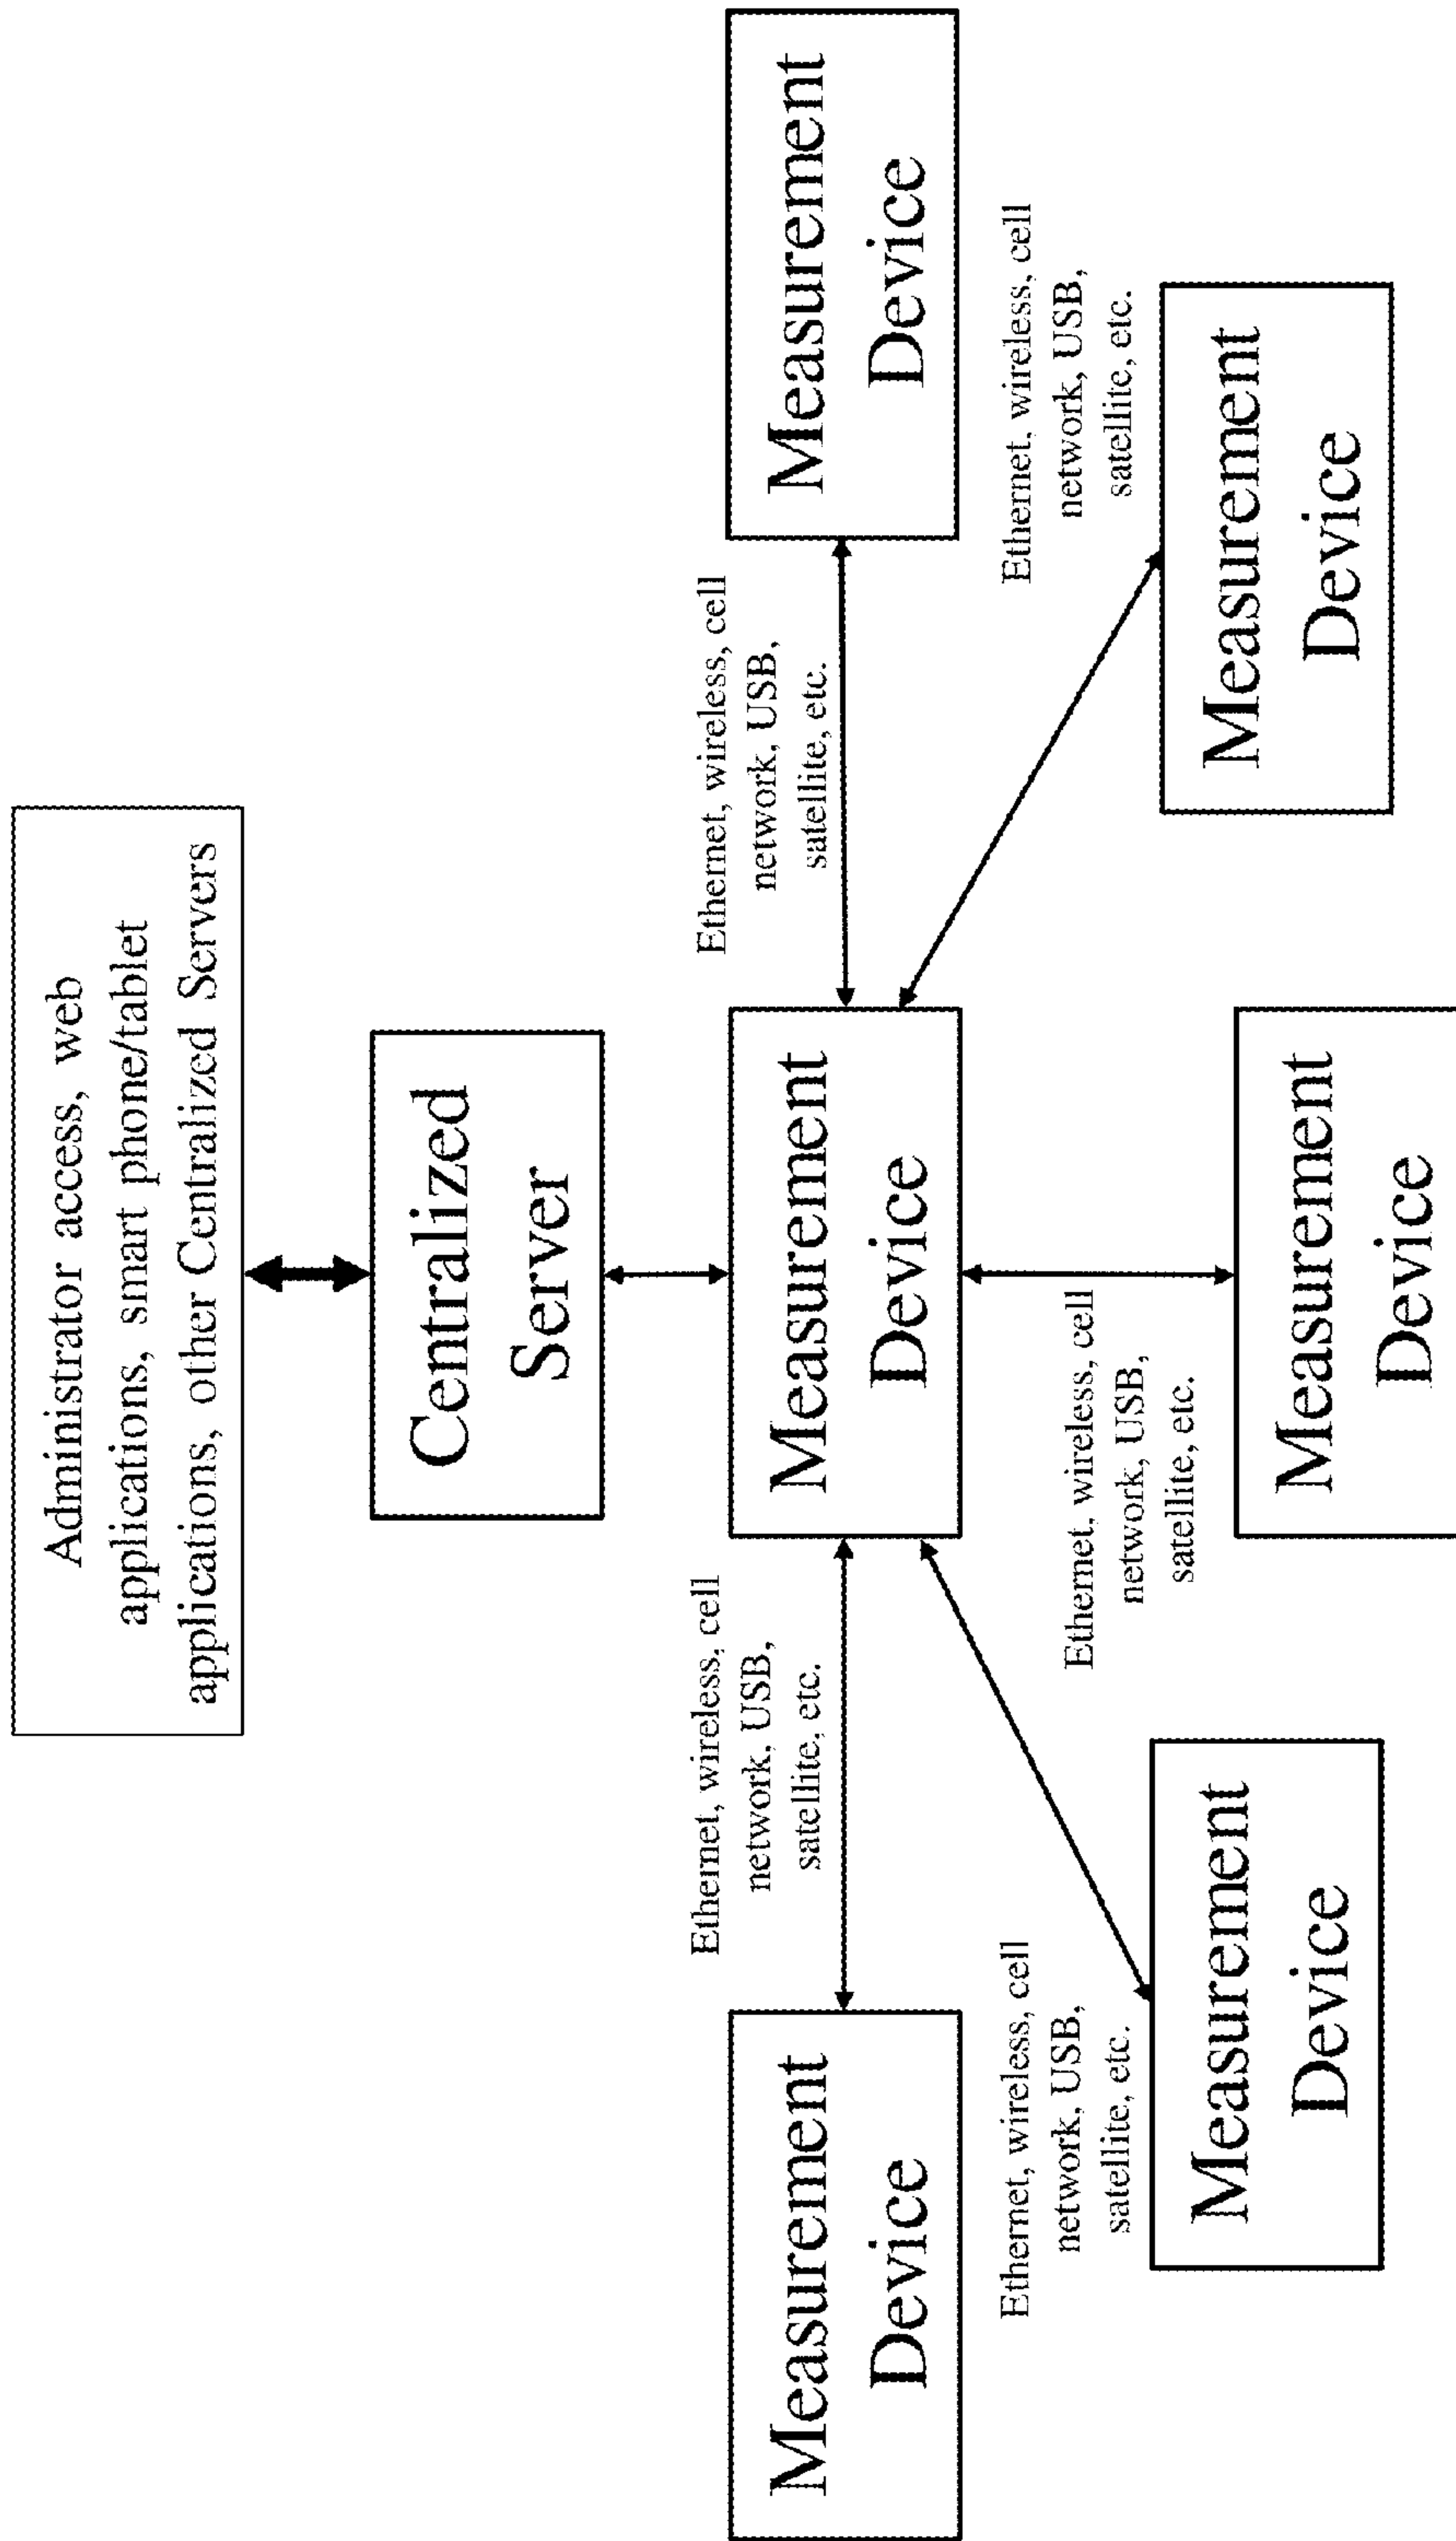 Administrator access, web
applications, smart phone/tablet
applications, other Centralized Servers
Centralized
Server
Ethernet, wireless, cell
network, USB,
satellite, etc.
Ethernet, wireless, cell
network, USB,
satellite, etc.
Measurement
Device
Measurement
Device
Measurement
Device
Ethernet, wireless, cell
network, USB,
satellite, etc.
Ethernet, wireless, cell
network, USB,
satellite, etc.
Ethernet, wireless, cell
network, USB,
satellite, etc.
Measurement
Device
Measurement
Device
Measurement
Device